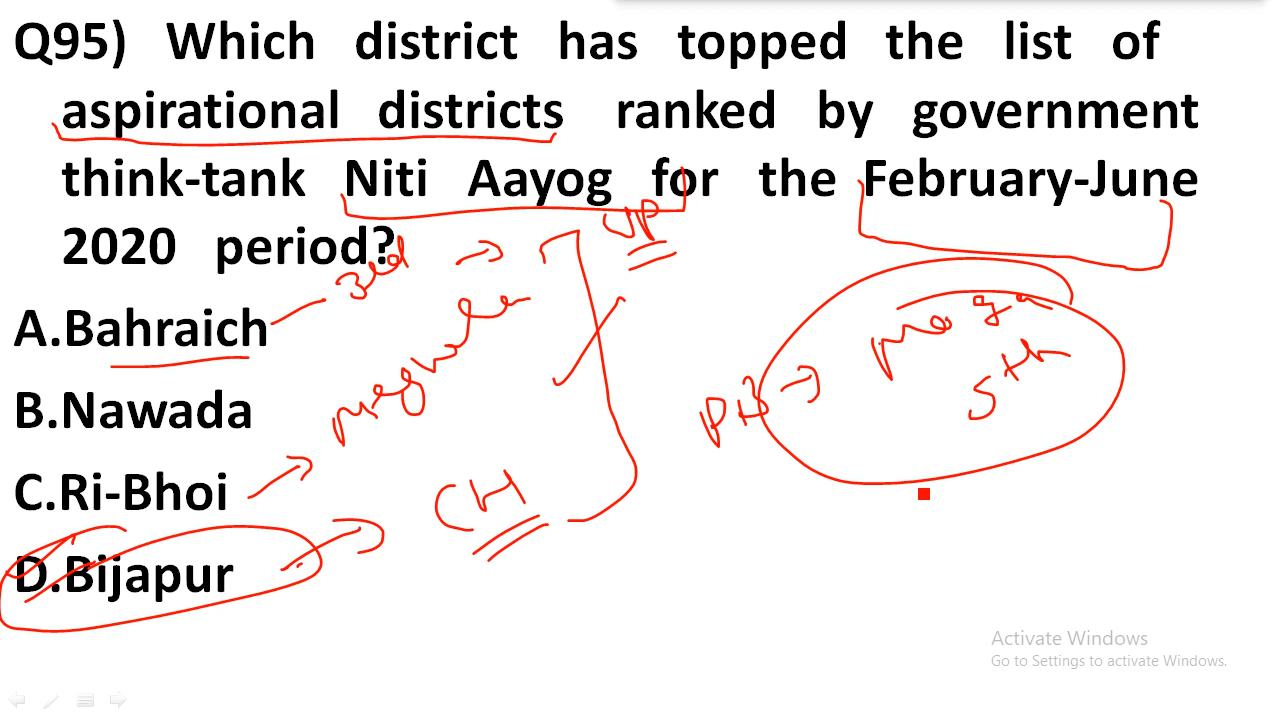 Q95) Which district has topped the list of
aspirational districts ranked by government
think-tank Niti Aayog for the February-June
2020 period?
UP
A.Bahraich
3rd
B.Nawada
C.Ri-Bhoi
PB
5th
CH
D.Bijapur
Activate Windows
Go to Settings to activate Windows.